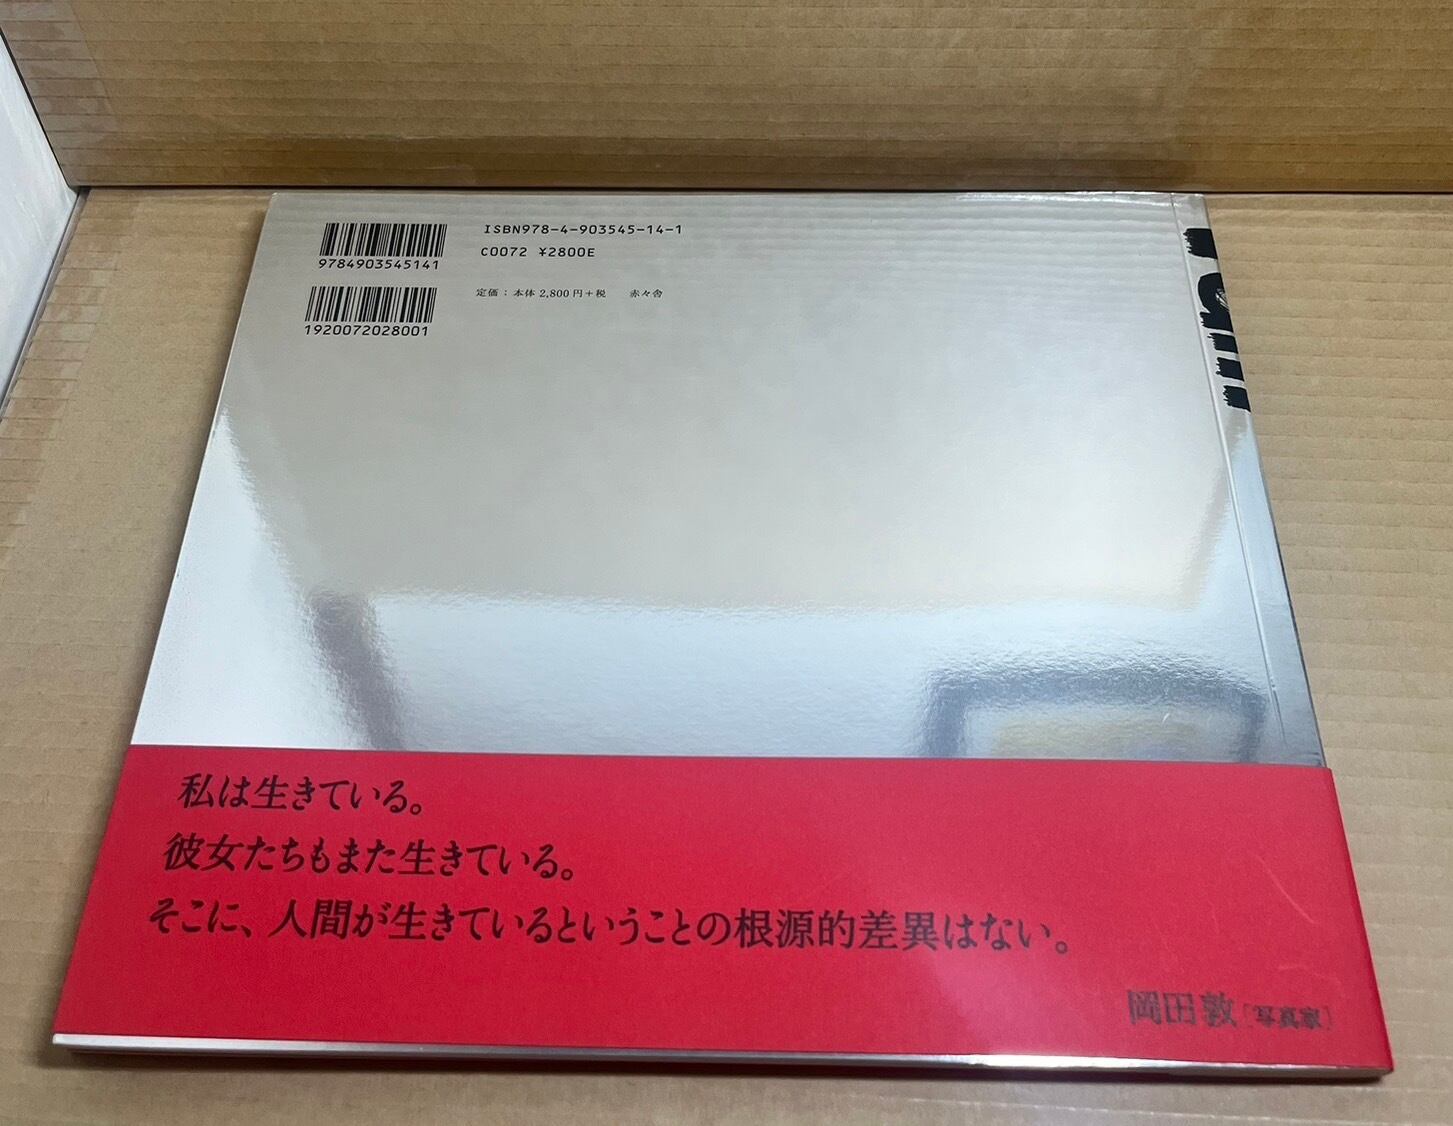 ISBN978-4-903545-14-1
9784903545141
C0072 ¥2800E
定価：本体 2,800 円＋税　赤々舎
1920072028001
私は生きている。
彼女たちもまた生きている。
そこに、人間が生きているということの根源的差異はない。
岡田敦［写真家］